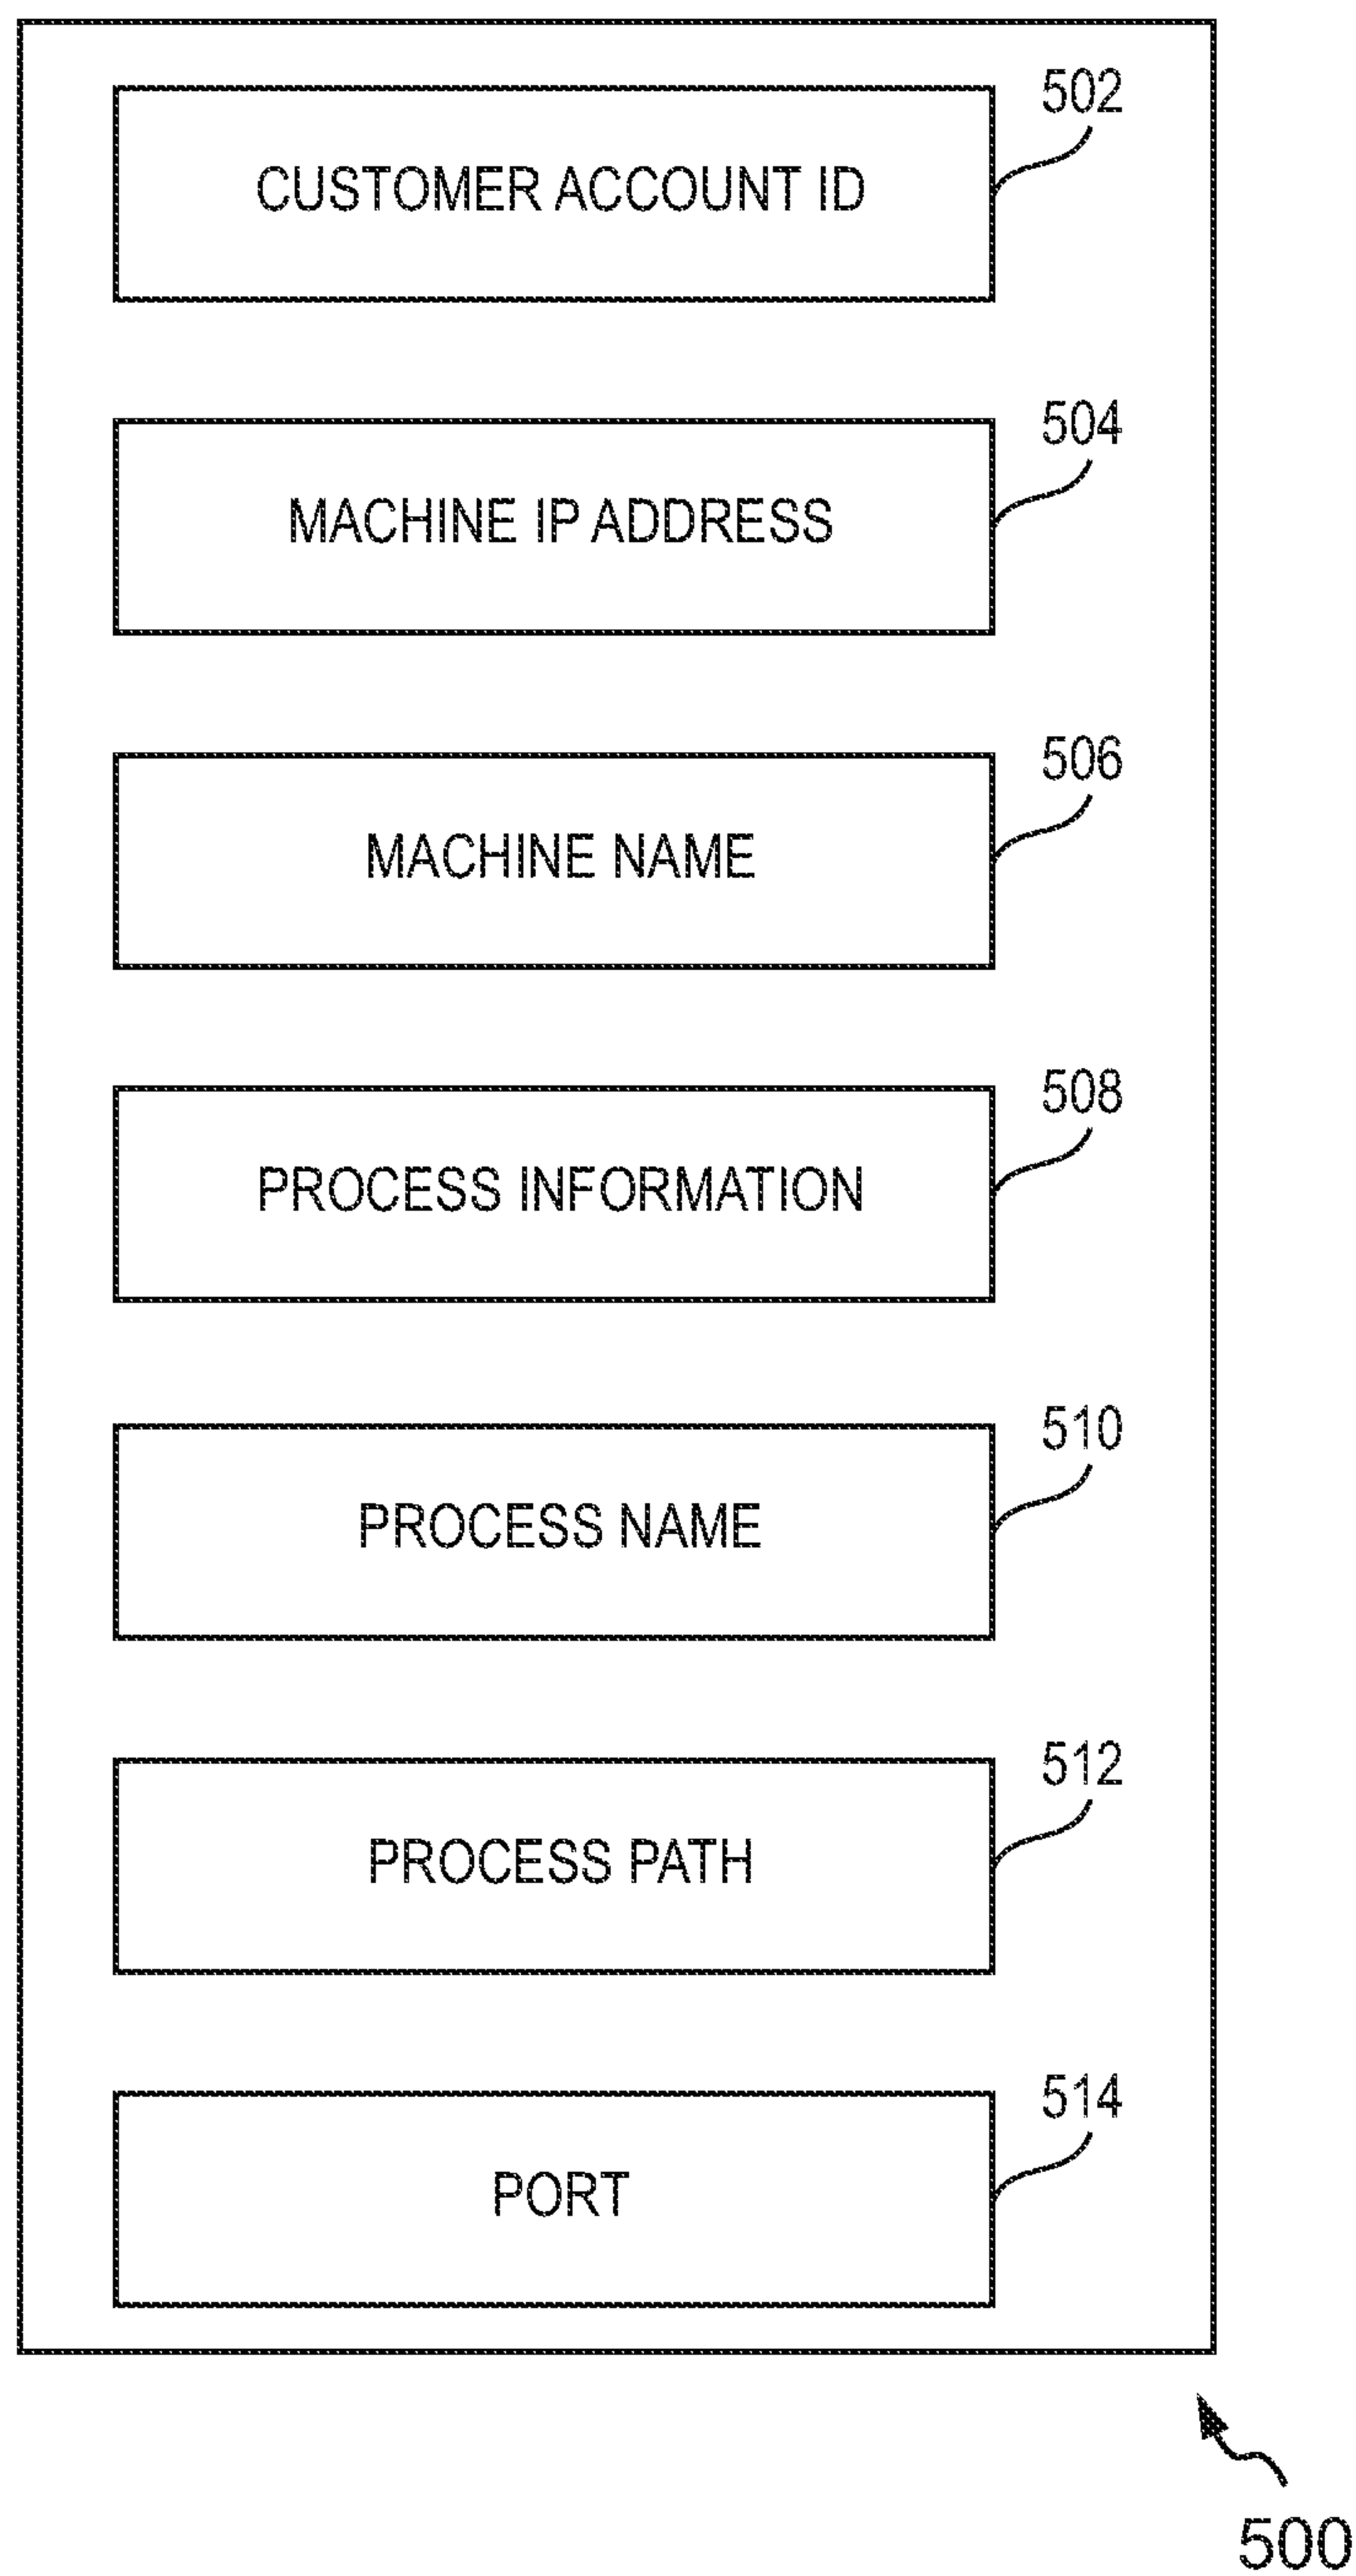 502
CUSTOMER ACCOUNT ID
504
MACHINE IP ADDRESS
506
MACHINE NAME
508
PROCESS INFORMATION
510
PROCESS NAME
512
PROCESS PATH
514
PORT
500